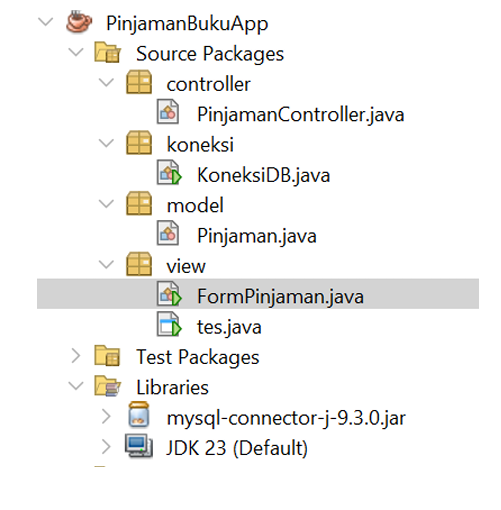 PinjamanBukuApp
Source Packages
controller
PinjamanController.java
koneksi
KoneksiDB.java
model
Pinjaman.java
view
FormPinjaman.java
tes.java
Test Packages
Libraries
mysql-connector-j-9.3.0.jar
JDK 23 (Default)